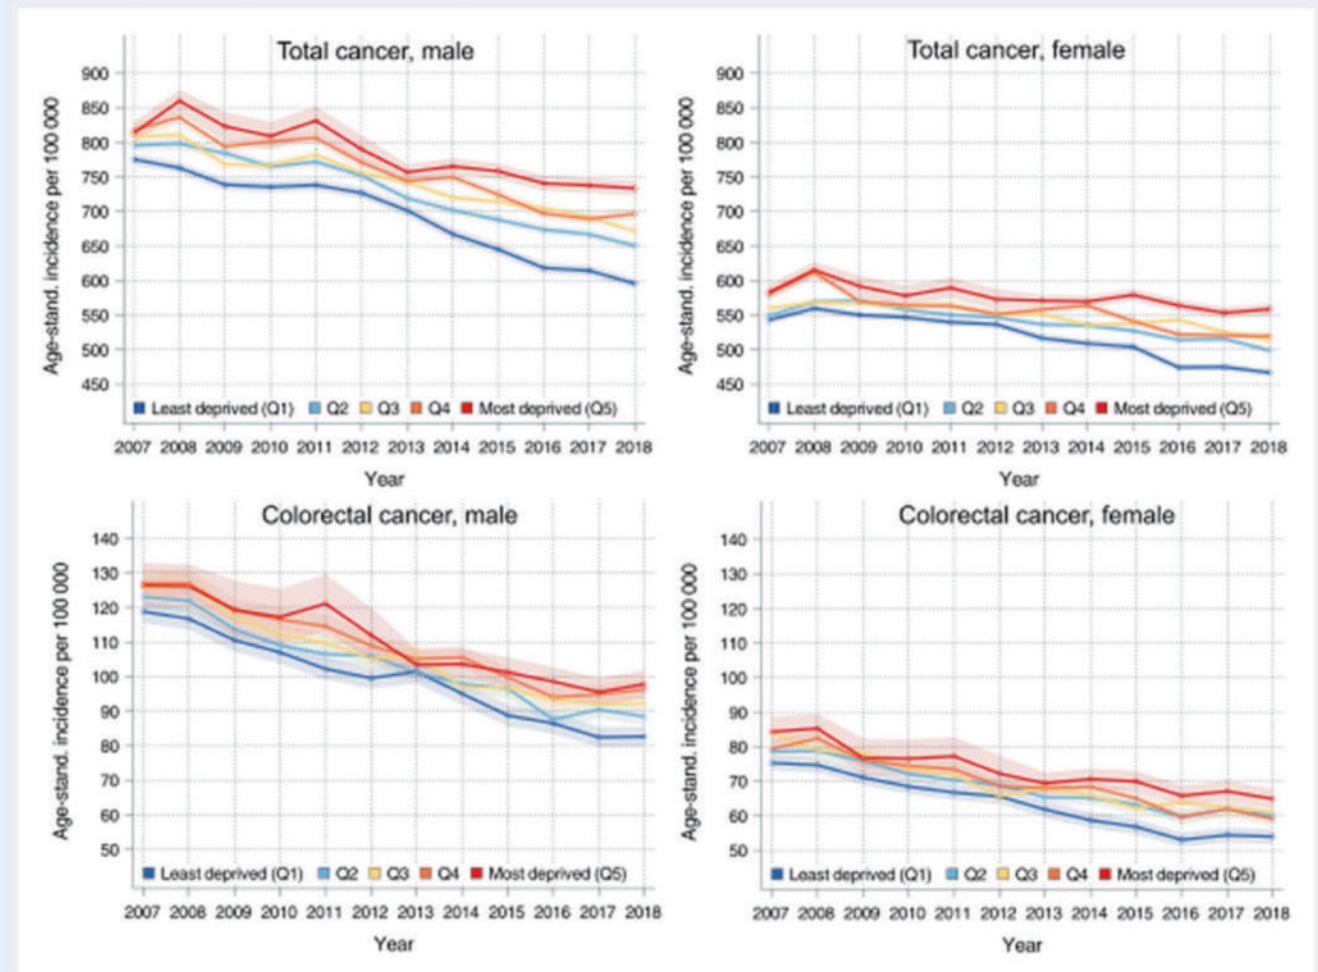 Total cancer, male
Age-stand. incidence per 100 000
900
850
800
750
700
650
600
550
500
450
Least deprived (Q1) Q2 Q3 Q4 Most deprived (Q5)
2007 2008 2009 2010 2011 2012 2013 2014 2015 2016 2017 2018
Year
Total cancer, female
Age-stand. incidence per 100 000
900
850
800
750
700
650
600
550
500
450
Least deprived (Q1) Q2 Q3 Q4 Most deprived (Q5)
2007 2008 2009 2010 2011 2012 2013 2014 2015 2016 2017 2018
Year
Colorectal cancer, male
Age-stand. incidence per 100 000
140
130
120
110
100
90
80
70
60
50
Least deprived (Q1) Q2 Q3 Q4 Most deprived (Q5)
2007 2008 2009 2010 2011 2012 2013 2014 2015 2016 2017 2018
Year
Colorectal cancer, female
Age-stand. incidence per 100 000
140
130
120
110
100
90
80
70
60
50
Least deprived (Q1) Q2 Q3 Q4 Most deprived (Q5)
2007 2008 2009 2010 2011 2012 2013 2014 2015 2016 2017 2018
Year